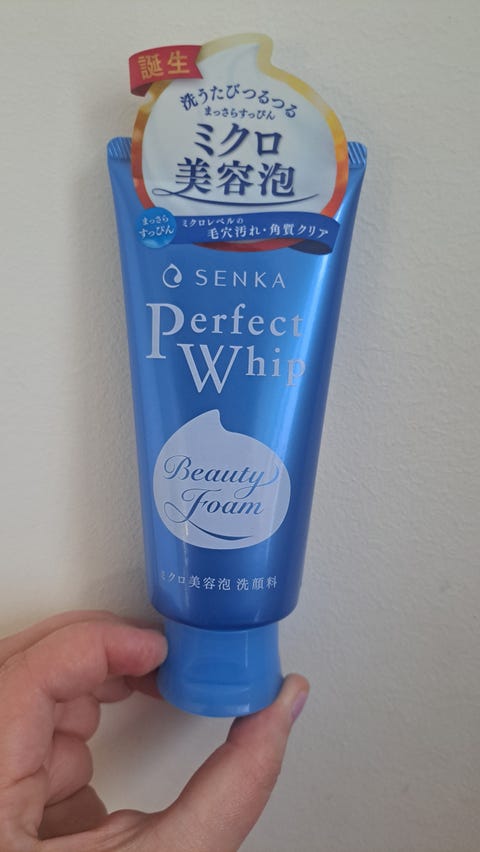 誕生
洗うたびつるつる
まっさらすっぴん
ミクロ
美容泡
まっさら
すっぴん
ミクロレベルの
毛穴汚れ・角質クリア
SENKA
Perfect
Whip
Beauty
Foam
ミクロ美容泡 洗顔料